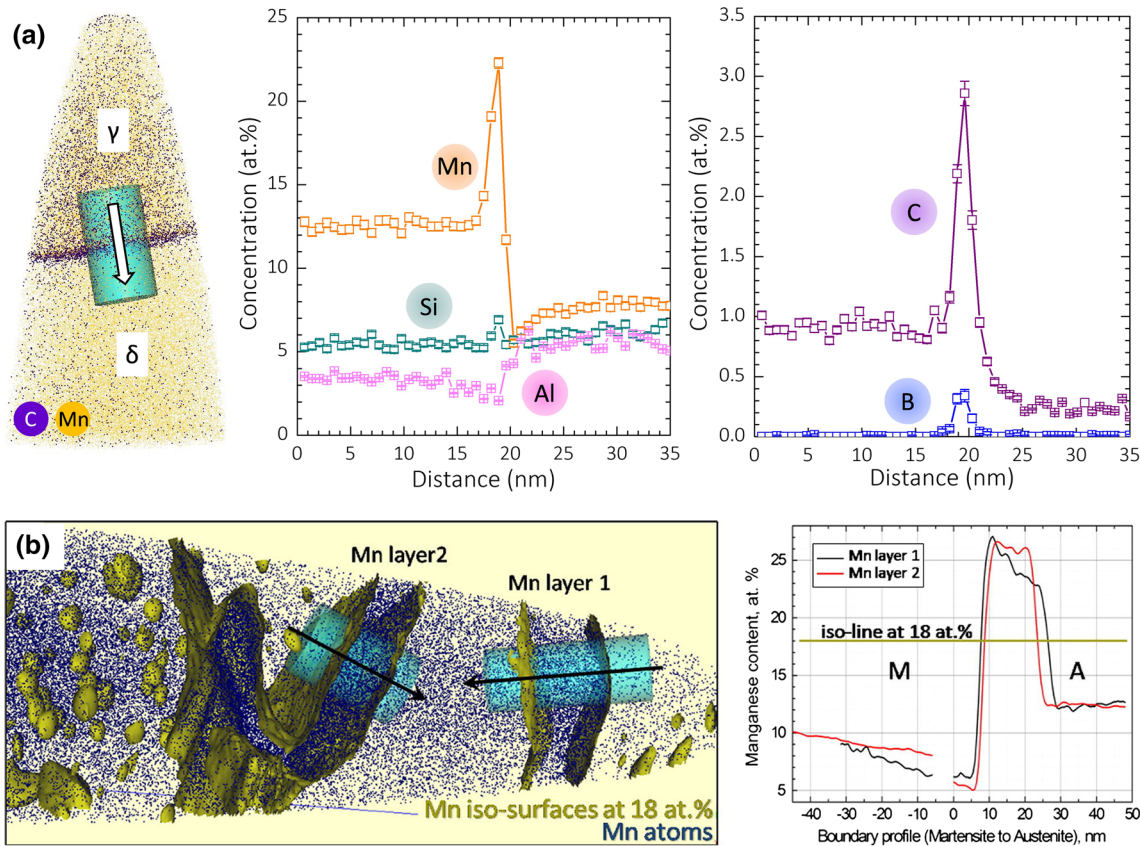 (a)
γ
δ
C Mn
Concentration (at.%)
25
20
15
10
5
0
Mn
Si
Al
0 5 10 15 20 25 30 35
Distance (nm)
Concentration (at.%)
3.5
3.0
2.5
2.0
1.5
1.0
0.5
0.0
C
B
0 5 10 15 20 25 30 35
Distance (nm)
(b)
Mn layer2
Mn layer 1
Mn iso-surfaces at 18 at.%
Mn atoms
Manganese content, at. %
25
20
15
10
5
Mn layer 1
Mn layer 2
iso-line at 18 at.%
M A
-40 -30 -20 -10 0 10 20 30 40 50
Boundary profile (Martensite to Austenite), nm